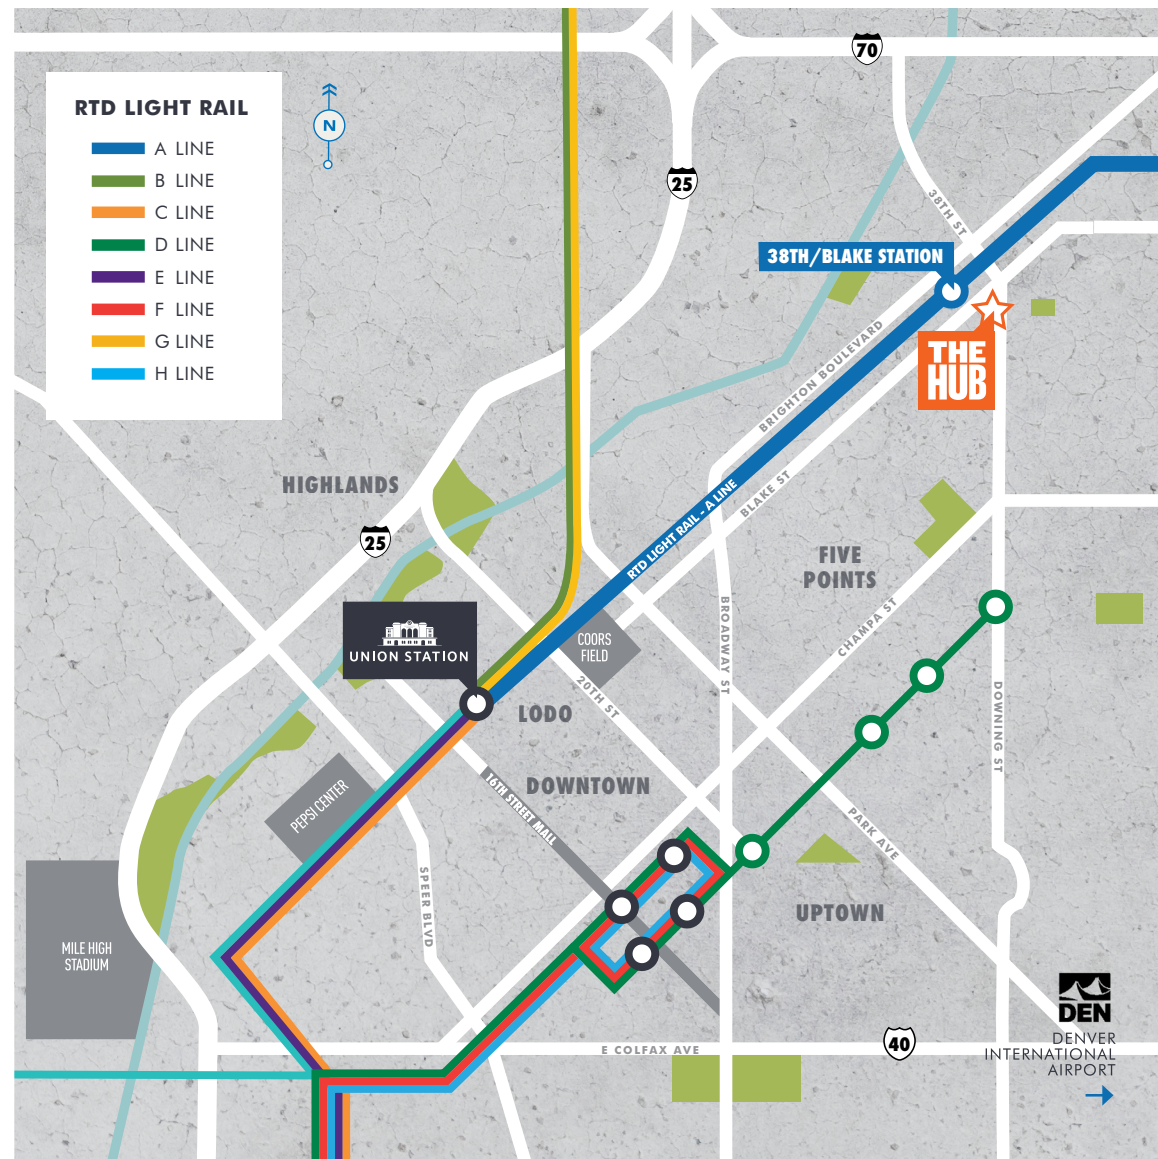 70
RTD LIGHT RAIL
N
A LINE
B LINE
C LINE
D LINE
E LINE
F LINE
G LINE
H LINE
25
38TH ST
38TH/BLAKE STATION
THE
HUB
BRIGHTON BOULEVARD
BLAKE ST
RTD LIGHT RAIL - A LINE
HIGHLANDS
25
FIVE
POINTS
CHAMPA ST
BROADWAY ST
COORS
FIELD
UNION STATION
20TH ST
LODO
DOWNING ST
DOWNTOWN
16TH STREET MALL
PEPSI CENTER
PARK AVE
SPEER BLVD
UPTOWN
MILE HIGH
STADIUM
DEN
DENVER
INTERNATIONAL
AIRPORT
40
E COLFAX AVE